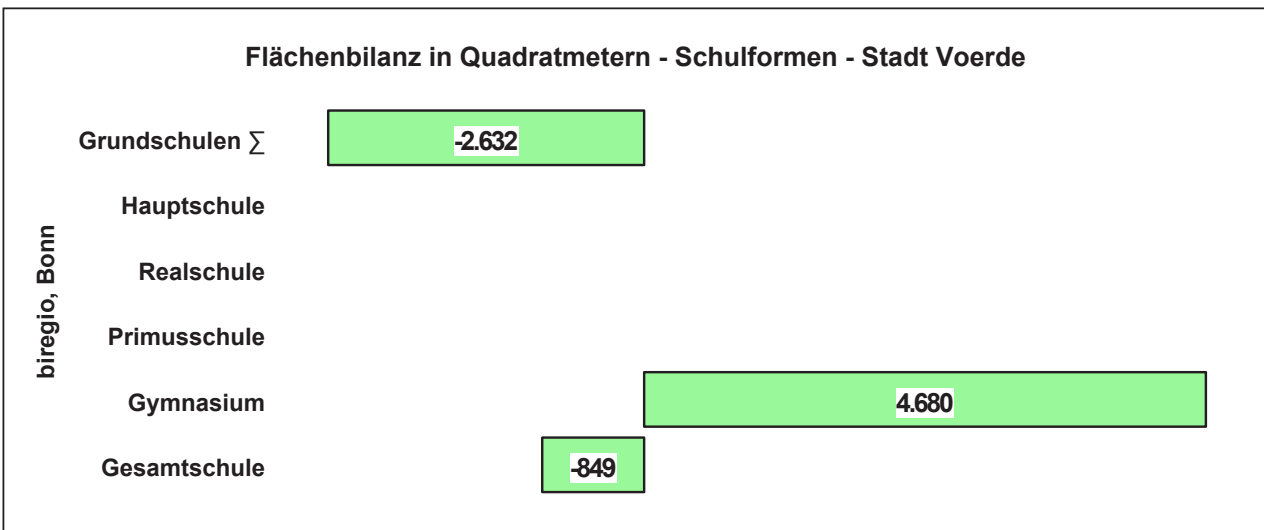 Flächenbilanz in Quadratmetern - Schulformen - Stadt Voerde
biregio, Bonn
Grundschulen ∑
-2.632
Hauptschule
Realschule
Primusschule
Gymnasium
4.680
Gesamtschule
-849